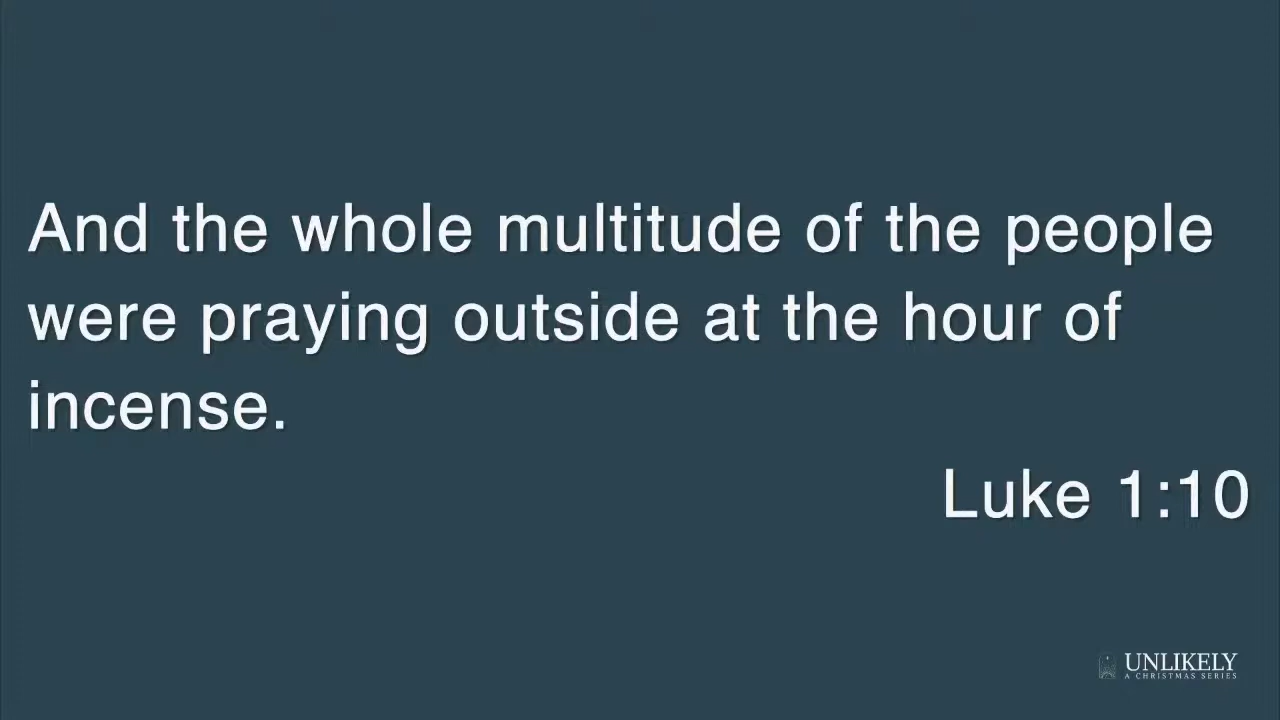 And the whole multitude of the people
were praying outside at the hour of
incense.
Luke 1:10
UNLIKELY
A CHRISTMAS SERIES